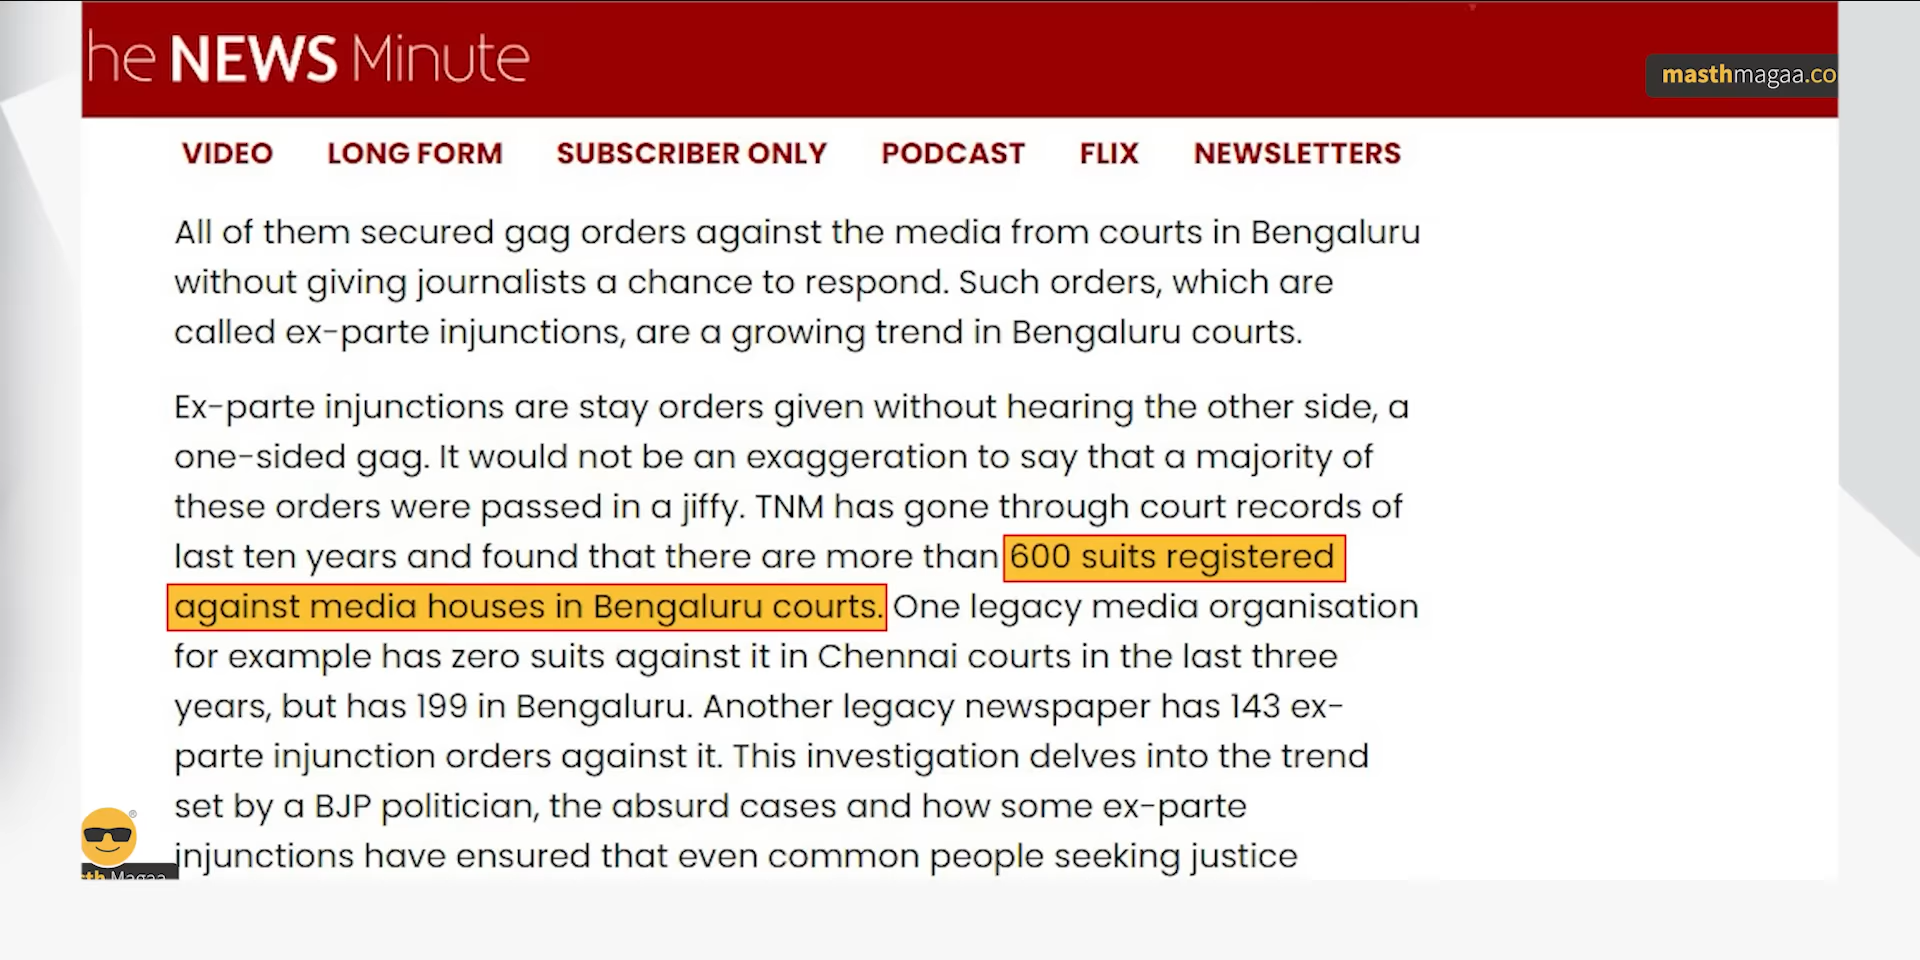 he NEWS Minute
masthmagaa.co
VIDEO LONG FORM SUBSCRIBER ONLY PODCAST FLIX NEWSLETTERS
All of them secured gag orders against the media from courts in Bengaluru
without giving journalists a chance to respond. Such orders, which are
called ex-parte injunctions, are a growing trend in Bengaluru courts.
Ex-parte injunctions are stay orders given without hearing the other side, a
one-sided gag. It would not be an exaggeration to say that a majority of
these orders were passed in a jiffy. TNM has gone through court records of
last ten years and found that there are more than 600 suits registered
against media houses in Bengaluru courts. One legacy media organisation
for example has zero suits against it in Chennai courts in the last three
years, but has 199 in Bengaluru. Another legacy newspaper has 143 ex-
parte injunction orders against it. This investigation delves into the trend
set by a BJP politician, the absurd cases and how some ex-parte
injunctions have ensured that even common people seeking justice
®
th Magaa